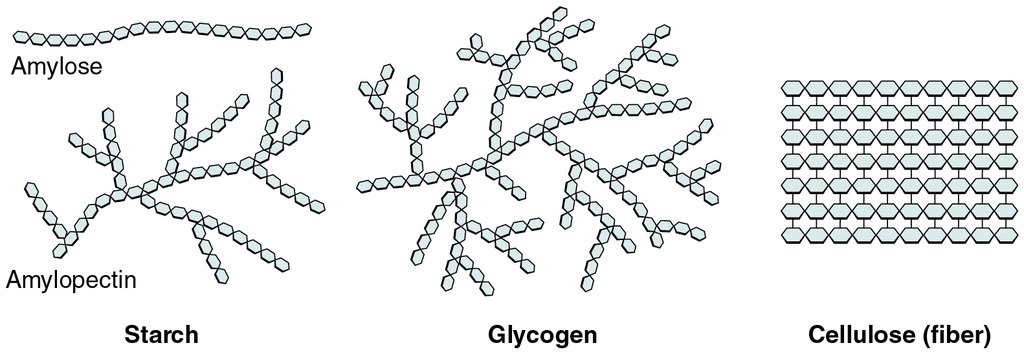 Amylose
Amylopectin
Starch
Glycogen
Cellulose (fiber)